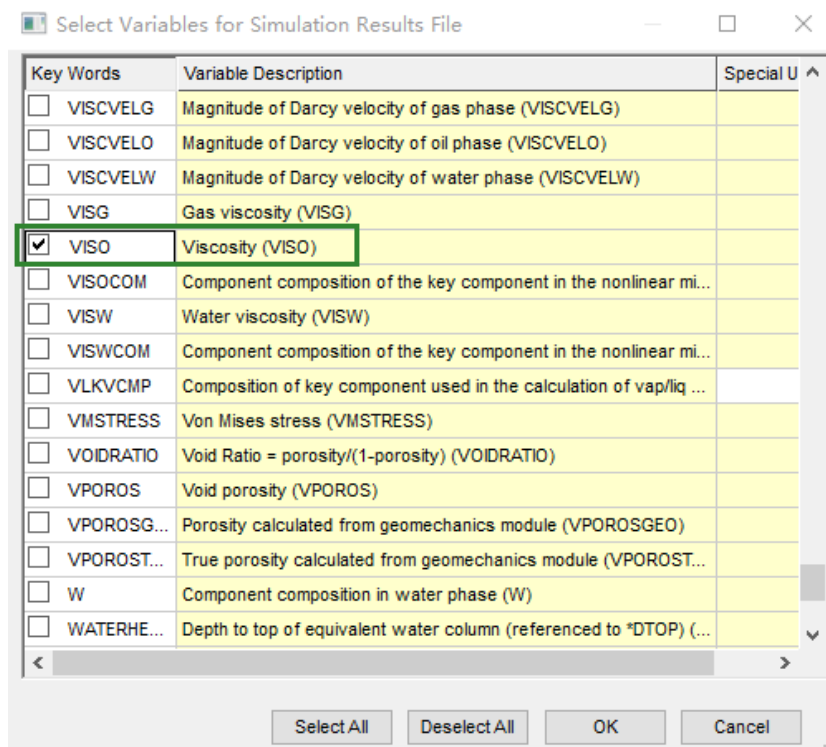 Select Variables for Simulation Results File
Key Words Variable Description Special U
VISCVELG Magnitude of Darcy velocity of gas phase (VISCVELG)
VISCVELO Magnitude of Darcy velocity of oil phase (VISCVELO)
VISCVELW Magnitude of Darcy velocity of water phase (VISCVELW)
VISG Gas viscosity (VISG)
VISO Viscosity (VISO)
VISOCOM Component composition of the key component in the nonlinear mi...
VISW Water viscosity (VISW)
VISWCOM Component composition of the key component in the nonlinear mi...
VLKVCMP Composition of key component used in the calculation of vap/liq ...
VMSTRESS Von Mises stress (VMSTRESS)
VOIDRATIO Void Ratio = porosity/(1-porosity) (VOIDRATIO)
VPOROS Void porosity (VPOROS)
VPOROSG... Porosity calculated from geomechanics module (VPOROSGEO)
VPOROST... True porosity calculated from geomechanics module (VPOROST...
W Component composition in water phase (W)
WATERHE... Depth to top of equivalent water column (referenced to *DTOP) (...
Select All Deselect All OK Cancel